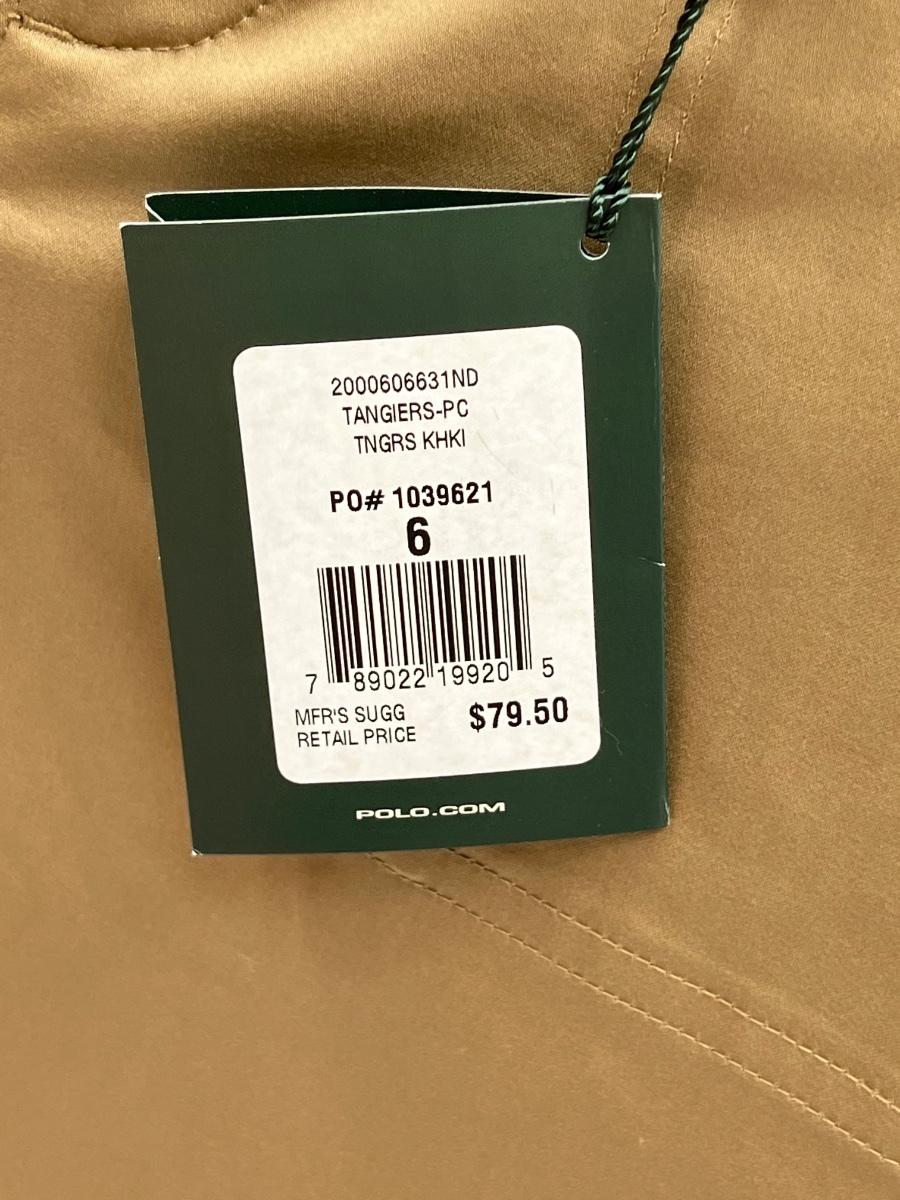 2000606631ND
TANGIERS-PC
TNGRS KHKI
PO# 1039621
6
7 89022 19920 5
MFR'S SUGG
RETAIL PRICE $79.50
POLO.COM